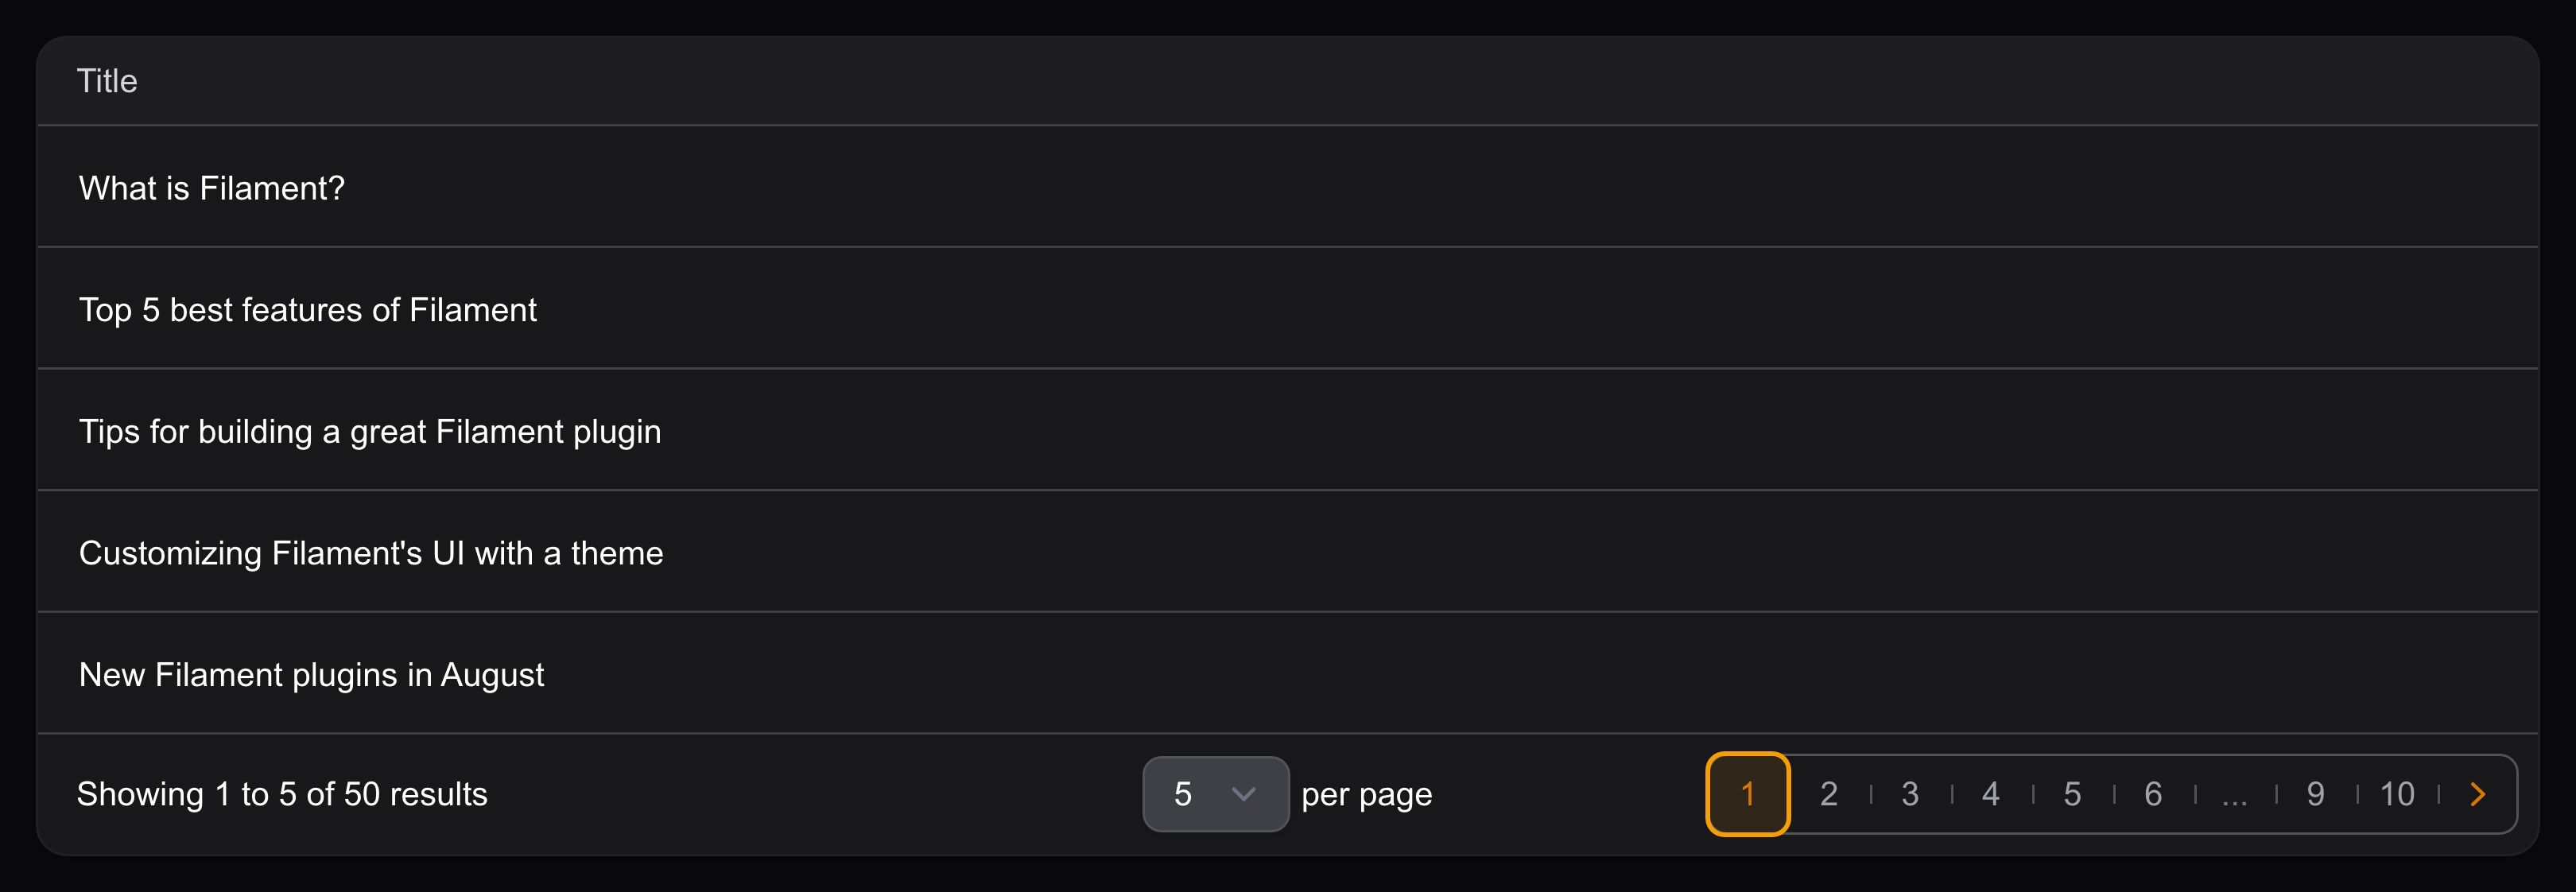 Title
What is Filament?
Top 5 best features of Filament
Tips for building a great Filament plugin
Customizing Filament's UI with a theme
New Filament plugins in August
Showing 1 to 5 of 50 results 5 per page 1 2 3 4 5 6 ... 9 10